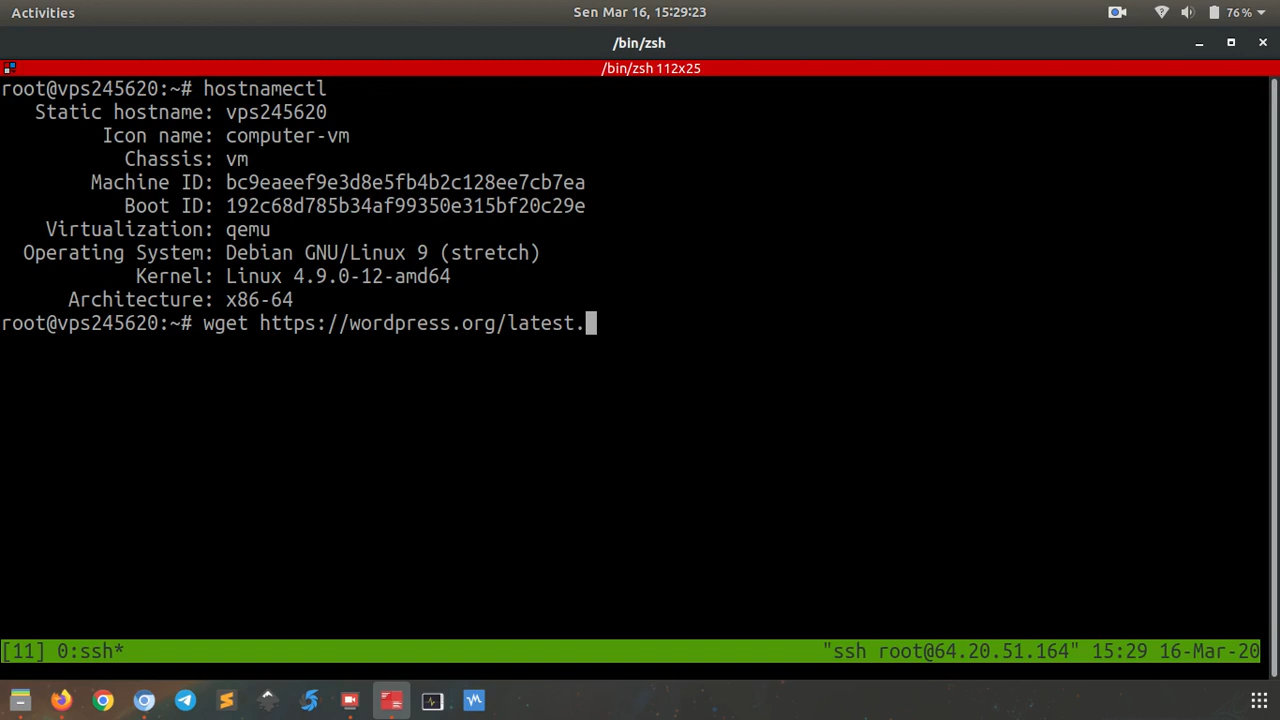 Activities
Sen Mar 16, 15:29:23
76%
/bin/zsh
/bin/zsh 112x25
root@vps245620:~# hostnamectl
Static hostname: vps245620
Icon name: computer-vm
Chassis: vm
Machine ID: bc9eaeef9e3d8e5fb4b2c128ee7cb7ea
Boot ID: 192c68d785b34af99350e315bf20c29e
Virtualization: qemu
Operating System: Debian GNU/Linux 9 (stretch)
Kernel: Linux 4.9.0-12-amd64
Architecture: x86-64
root@vps245620:~# wget https://wordpress.org/latest.
[11] 0:ssh* "ssh root@64.20.51.164" 15:29 16-Mar-20